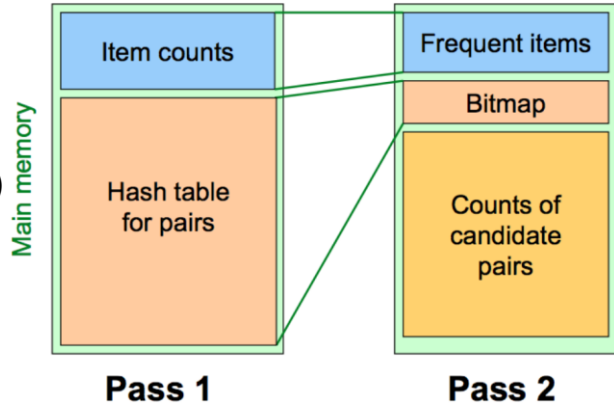 Main memory
Item counts
Hash table
for pairs
Pass 1
Frequent items
Bitmap
Counts of
candidate
pairs
Pass 2